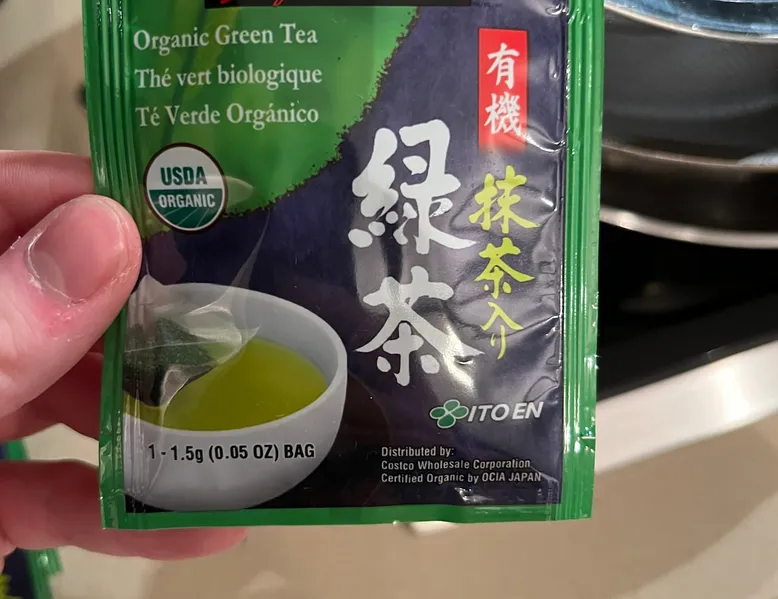 Organic Green Tea
Thé vert biologique
Té Verde Orgánico
有機
緑茶
抹茶入り
USDA
ORGANIC
ITO EN
1 - 1.5g (0.05 OZ) BAG
Distributed by:
Costco Wholesale Corporation
Certified Organic by OCIA JAPAN